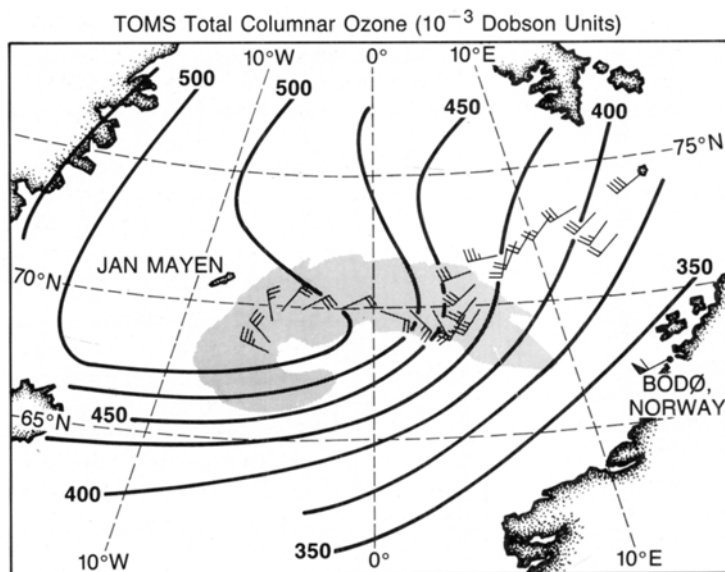 TOMS Total Columnar Ozone (10⁻³ Dobson Units)
10°W 0° 10°E
500 500 450 400
75°N
JAN MAYEN
70°N
350
BODØ,
NORWAY
65°N
450
400
350
10°W 0° 10°E